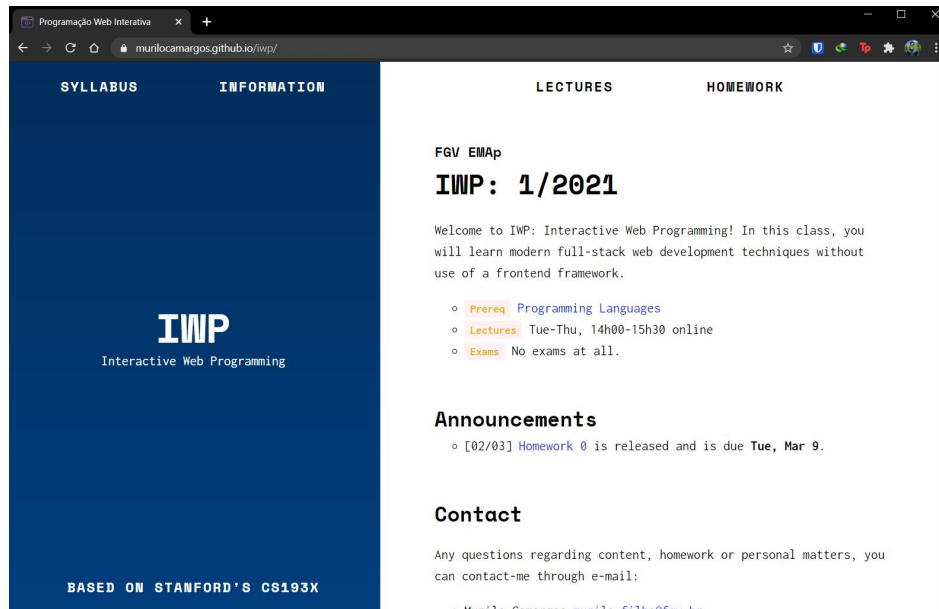 Programação Web Interativa
murilocamargos.github.io/iwp/
SYLLABUS
INFORMATION
LECTURES
HOMEWORK
IWP
Interactive Web Programming
BASED ON STANFORD'S CS193X
FGV EMAp
IWP: 1/2021
Welcome to IWP: Interactive Web Programming! In this class, you
will learn modern full-stack web development techniques without
use of a frontend framework.
Prereq Programming Languages
Lectures Tue-Thu, 14h00-15h30 online
Exams No exams at all.
Announcements
[02/03] Homework 0 is released and is due Tue, Mar 9.
Contact
Any questions regarding content, homework or personal matters, you
can contact-me through e-mail: